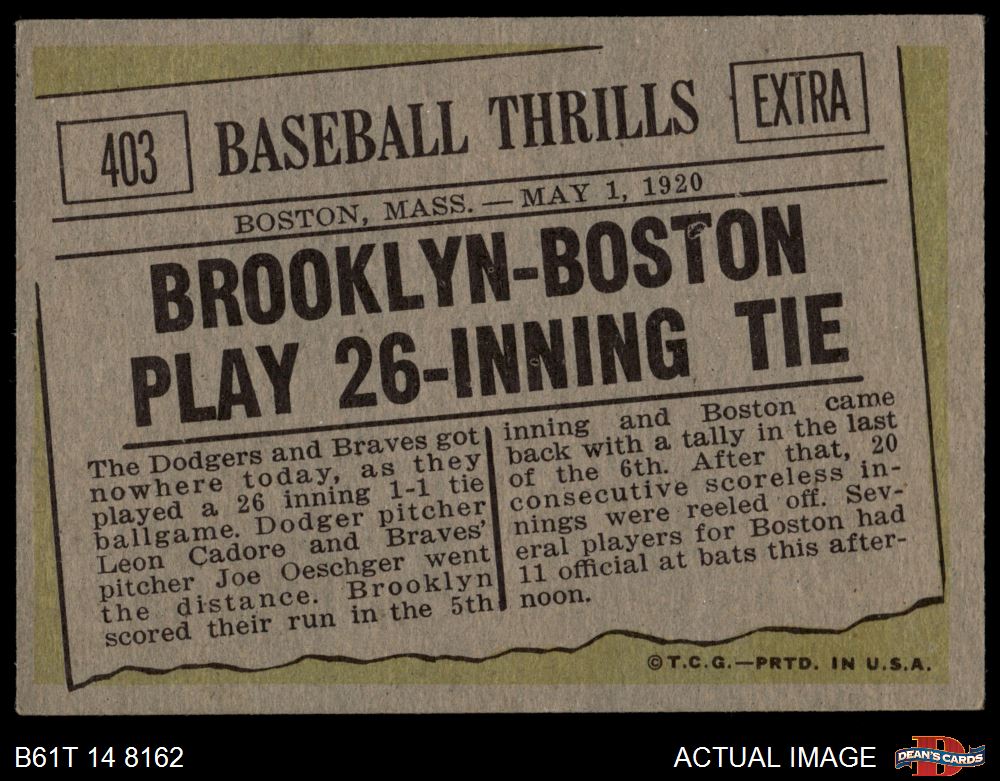 403
BASEBALL THRILLS
EXTRA
BOSTON, MASS. — MAY 1, 1920
BROOKLYN-BOSTON
PLAY 26-INNING TIE
The Dodgers and Braves got
nowhere today, as they
played a 26 inning 1-1 tie
ballgame. Dodger pitcher
Leon Cadore and Braves'
pitcher Joe Oeschger went
the distance. Brooklyn
scored their run in the 5th
inning and Boston came
back with a tally in the last
of the 6th. After that, 20
consecutive scoreless in-
nings were reeled off. Sev-
eral players for Boston had
11 official at bats this after-
noon.
©T.C.G.—PRTD. IN U.S.A.
B61T 14 8162
ACTUAL IMAGE
D
DEAN'S CARDS